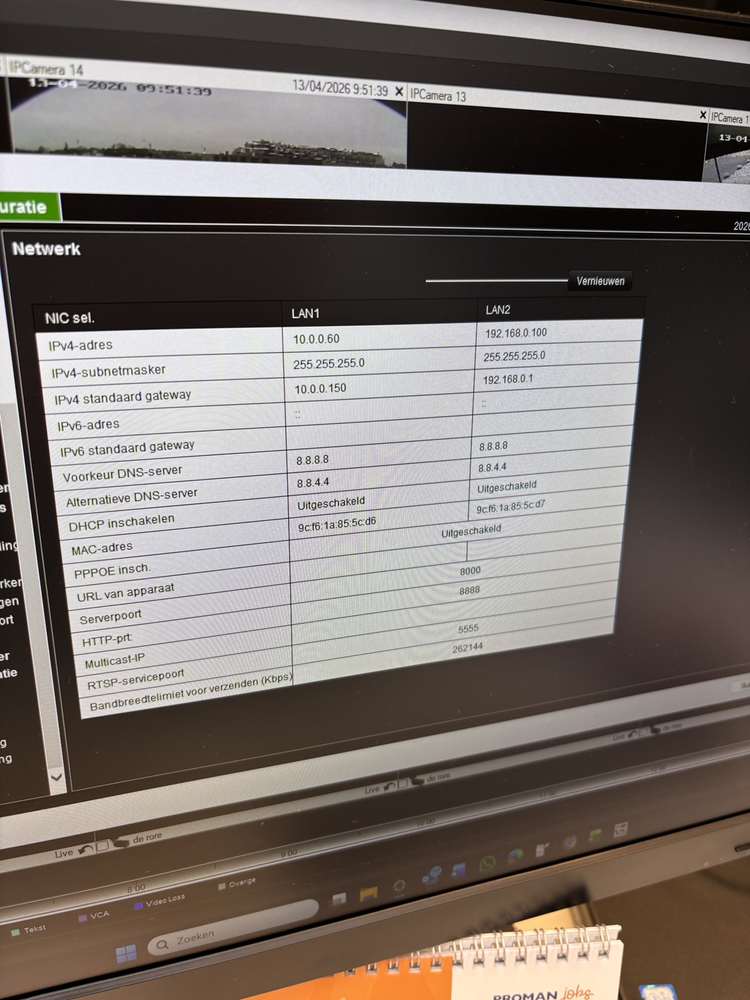 IPCamera 14
13-04-2026 09:51:39
13/04/2026 9:51:39 X
IPCamera 13
X
IPCamera 1
13-04-
uratie
2026
Netwerk
Vernieuwen
NIC sel. LAN1 LAN2
IPv4-adres 10.0.0.60 192.168.0.100
IPv4-subnetmasker 255.255.255.0 255.255.255.0
IPv4 standaard gateway 10.0.0.150 192.168.0.1
IPv6-adres :: ::
IPv6 standaard gateway
Voorkeur DNS-server 8.8.8.8 8.8.8.8
Alternatieve DNS-server 8.8.4.4 8.8.4.4
DHCP inschakelen Uitgeschakeld Uitgeschakeld
MAC-adres 9c:f6:1a:85:5c:d6 9c:f6:1a:85:5c:d7
PPPOE insch. Uitgeschakeld
URL van apparaat
Serverpoort 8000
HTTP-prt: 8888
Multicast-IP
RTSP-servicepoort 5555
Bandbreedtelimiet voor verzenden (Kbps) 262144
en
s
ling
rker
gen
ort
er
atie
g
ng
Live de rore
Live de rore
Live de rore
8:00
9:00
10:00
11:00
12:00
Tekst
VCA
Video Loss
Overige
Zoeken
PROMAN jobs